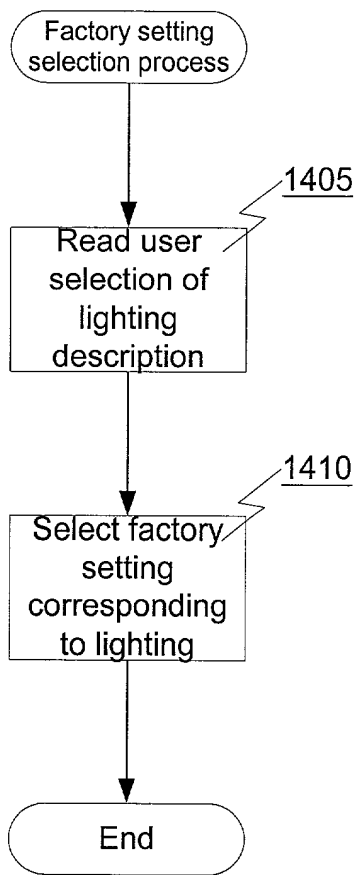 Factory setting
selection process
1405
Read user
selection of
lighting
description
1410
Select factory
setting
corresponding
to lighting
End